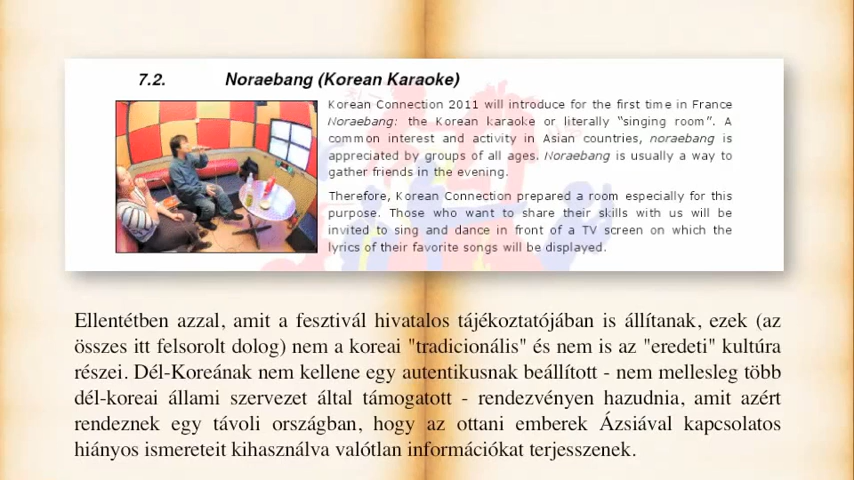 7.2. Noraebang (Korean Karaoke)
Korean Connection 2011 will introduce for the first time in France
Noraebang: the Korean karaoke or literally “singing room”. A
common interest and activity in Asian countries, noraebang is
appreciated by groups of all ages. Noraebang is usually a way to
gather friends in the evening.
Therefore, Korean Connection prepared a room especially for this
purpose. Those who want to share their skills with us will be
invited to sing and dance in front of a TV screen on which the
lyrics of their favorite songs will be displayed.
Ellentétben azzal, amit a fesztivál hivatalos tájékoztatójában is állítanak, ezek (az
összes itt felsorolt dolog) nem a koreai "tradicionális" és nem is az "eredeti" kultúra
részei. Dél-Koreának nem kellene egy autentikusnak beállított - nem mellesleg több
dél-koreai állami szervezet által támogatott - rendezvényen hazudnia, amit azért
rendeznek egy távoli országban, hogy az ottani emberek Ázsiával kapcsolatos
hiányos ismereteit kihasználva valótlan információkat terjesszenek.